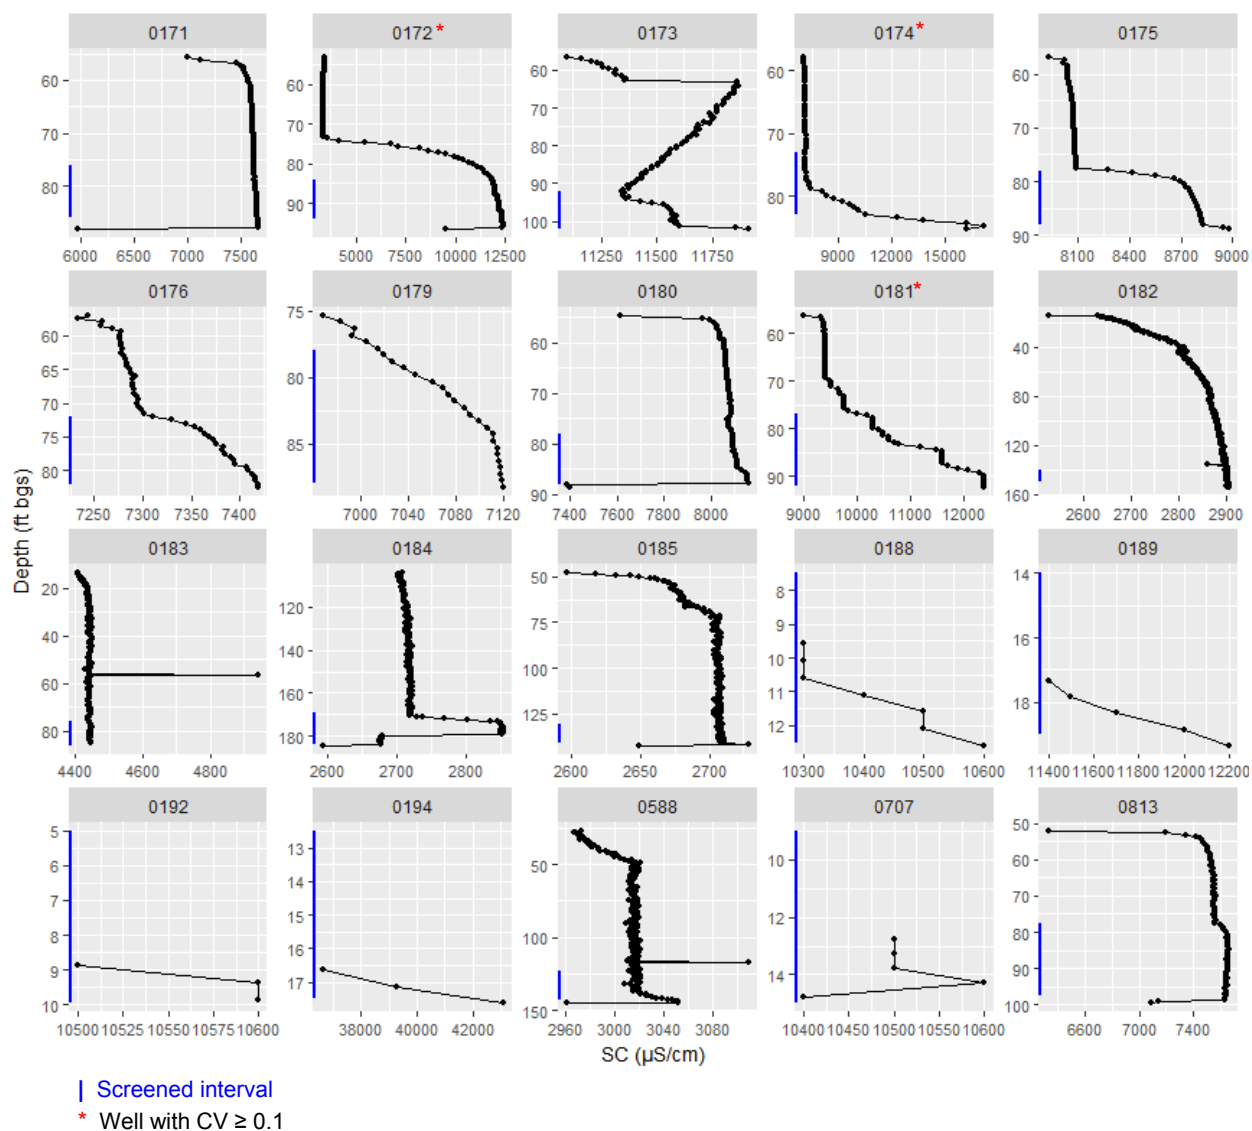 0171 0172* 0173 0174* 0175
60 70 80
60 70 80 90
60 70 80 90 100
60 70 80
60 70 80 90
6000 6500 7000 7500
5000 7500 10000 12500
11250 11500 11750
9000 12000 15000
8100 8400 8700 9000
0176 0179 0180 0181* 0182
60 65 70 75 80
75 80 85
60 70 80 90
60 70 80 90
40 80 120 160
7250 7300 7350 7400
7000 7040 7080 7120
7400 7600 7800 8000
9000 10000 11000 12000
2600 2700 2800 2900
Depth (ft bgs)
0183 0184 0185 0188 0189
20 40 60 80
120 140 160 180
50 75 100 125
8 9 10 11 12
14 16 18
4400 4600 4800
2600 2700 2800
2600 2650 2700
10300 10400 10500 10600
11400 11600 11800 12000 12200
0192 0194 0588 0707 0813
5 6 7 8 9 10
13 14 15 16 17
50 100 150
10 12 14
50 60 70 80 90 100
10500 10525 10550 10575 10600
38000 40000 42000
2960 3000 3040 3080
10400 10450 10500 10550 10600
6600 7000 7400
SC (µS/cm)
| Screened interval
* Well with CV ≥ 0.1